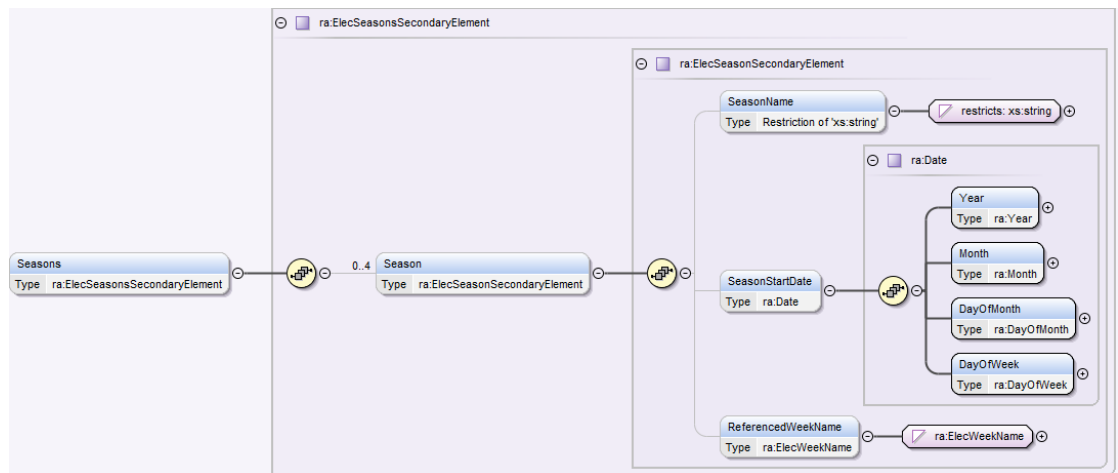 ra:ElecSeasonsSecondaryElement
ra:ElecSeasonSecondaryElement
SeasonName
Type Restriction of 'xs:string'
restricts: xs:string
ra:Date
Year
Type ra:Year
Month
Type ra:Month
Seasons
Type ra:ElecSeasonsSecondaryElement
0..4
Season
Type ra:ElecSeasonSecondaryElement
SeasonStartDate
Type ra:Date
DayOfMonth
Type ra:DayOfMonth
DayOfWeek
Type ra:DayOfWeek
ReferencedWeekName
Type ra:ElecWeekName
ra:ElecWeekName